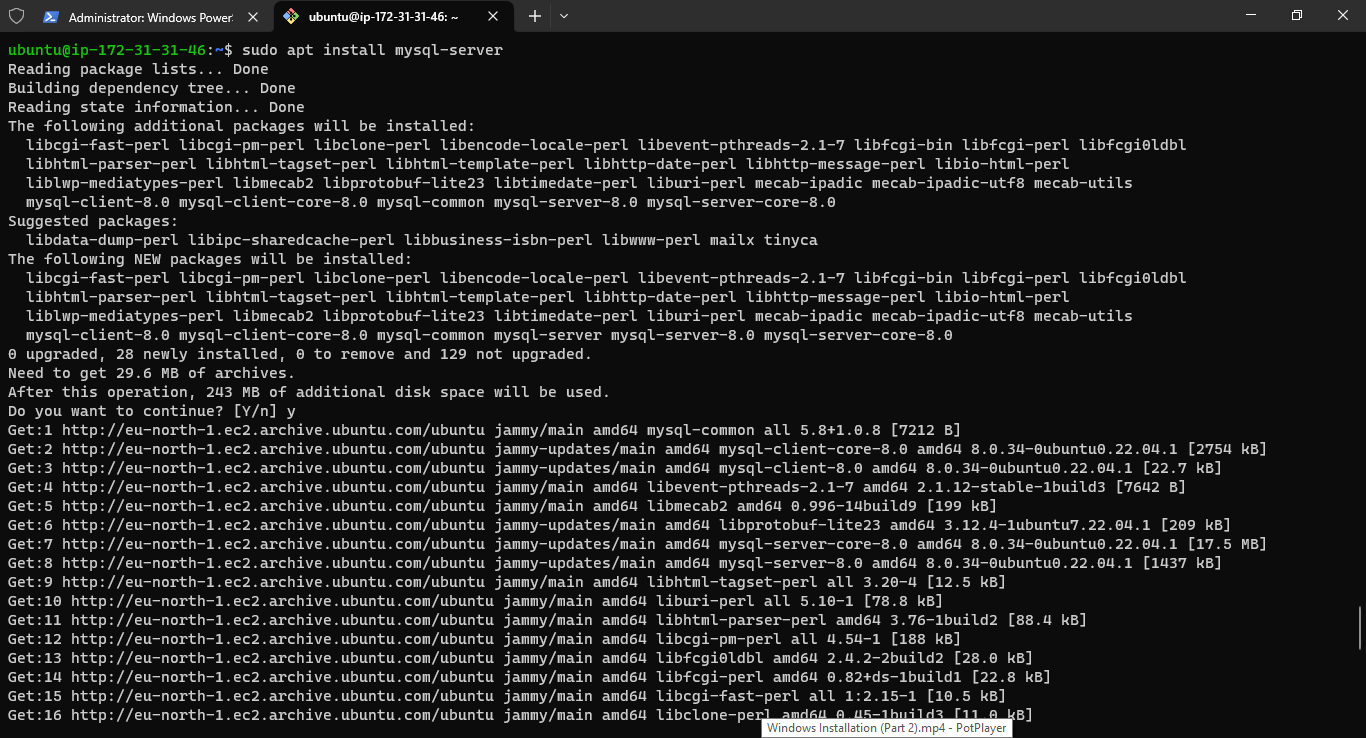 Administrator: Windows Power
ubuntu@ip-172-31-31-46: ~
ubuntu@ip-172-31-31-46:~$ sudo apt install mysql-server
Reading package lists... Done
Building dependency tree... Done
Reading state information... Done
The following additional packages will be installed:
  libcgi-fast-perl libcgi-pm-perl libclone-perl libencode-locale-perl libevent-pthreads-2.1-7 libfcgi-bin libfcgi-perl libfcgi0ldbl
  libhtml-parser-perl libhtml-tagset-perl libhtml-template-perl libhttp-date-perl libhttp-message-perl libio-html-perl
  liblwp-mediatypes-perl libmecab2 libprotobuf-lite23 libtimedate-perl liburi-perl mecab-ipadic mecab-ipadic-utf8 mecab-utils
  mysql-client-8.0 mysql-client-core-8.0 mysql-common mysql-server-8.0 mysql-server-core-8.0
Suggested packages:
  libdata-dump-perl libipc-sharedcache-perl libbusiness-isbn-perl libwww-perl mailx tinyca
The following NEW packages will be installed:
  libcgi-fast-perl libcgi-pm-perl libclone-perl libencode-locale-perl libevent-pthreads-2.1-7 libfcgi-bin libfcgi-perl libfcgi0ldbl
  libhtml-parser-perl libhtml-tagset-perl libhtml-template-perl libhttp-date-perl libhttp-message-perl libio-html-perl
  liblwp-mediatypes-perl libmecab2 libprotobuf-lite23 libtimedate-perl liburi-perl mecab-ipadic mecab-ipadic-utf8 mecab-utils
  mysql-client-8.0 mysql-client-core-8.0 mysql-common mysql-server mysql-server-8.0 mysql-server-core-8.0
0 upgraded, 28 newly installed, 0 to remove and 129 not upgraded.
Need to get 29.6 MB of archives.
After this operation, 243 MB of additional disk space will be used.
Do you want to continue? [Y/n] y
Get:1 http://eu-north-1.ec2.archive.ubuntu.com/ubuntu jammy/main amd64 mysql-common all 5.8+1.0.8 [7212 B]
Get:2 http://eu-north-1.ec2.archive.ubuntu.com/ubuntu jammy-updates/main amd64 mysql-client-core-8.0 amd64 8.0.34-0ubuntu0.22.04.1 [2754 kB]
Get:3 http://eu-north-1.ec2.archive.ubuntu.com/ubuntu jammy-updates/main amd64 mysql-client-8.0 amd64 8.0.34-0ubuntu0.22.04.1 [22.7 kB]
Get:4 http://eu-north-1.ec2.archive.ubuntu.com/ubuntu jammy/main amd64 libevent-pthreads-2.1-7 amd64 2.1.12-stable-1build3 [7642 B]
Get:5 http://eu-north-1.ec2.archive.ubuntu.com/ubuntu jammy/main amd64 libmecab2 amd64 0.996-14build9 [199 kB]
Get:6 http://eu-north-1.ec2.archive.ubuntu.com/ubuntu jammy-updates/main amd64 libprotobuf-lite23 amd64 3.12.4-1ubuntu7.22.04.1 [209 kB]
Get:7 http://eu-north-1.ec2.archive.ubuntu.com/ubuntu jammy-updates/main amd64 mysql-server-core-8.0 amd64 8.0.34-0ubuntu0.22.04.1 [17.5 MB]
Get:8 http://eu-north-1.ec2.archive.ubuntu.com/ubuntu jammy-updates/main amd64 mysql-server-8.0 amd64 8.0.34-0ubuntu0.22.04.1 [1437 kB]
Get:9 http://eu-north-1.ec2.archive.ubuntu.com/ubuntu jammy/main amd64 libhtml-tagset-perl all 3.20-4 [12.5 kB]
Get:10 http://eu-north-1.ec2.archive.ubuntu.com/ubuntu jammy/main amd64 liburi-perl all 5.10-1 [78.8 kB]
Get:11 http://eu-north-1.ec2.archive.ubuntu.com/ubuntu jammy/main amd64 libhtml-parser-perl amd64 3.76-1build2 [88.4 kB]
Get:12 http://eu-north-1.ec2.archive.ubuntu.com/ubuntu jammy/main amd64 libcgi-pm-perl all 4.54-1 [188 kB]
Get:13 http://eu-north-1.ec2.archive.ubuntu.com/ubuntu jammy/main amd64 libfcgi0ldbl amd64 2.4.2-2build2 [28.0 kB]
Get:14 http://eu-north-1.ec2.archive.ubuntu.com/ubuntu jammy/main amd64 libfcgi-perl amd64 0.82+ds-1build1 [22.8 kB]
Get:15 http://eu-north-1.ec2.archive.ubuntu.com/ubuntu jammy/main amd64 libcgi-fast-perl all 1:2.15-1 [10.5 kB]
Get:16 http://eu-north-1.ec2.archive.ubuntu.com/ubuntu jammy/main amd64 libclone-perl amd64 0.45-1build3 [11.0 kB]
Windows Installation (Part 2).mp4 - PotPlayer